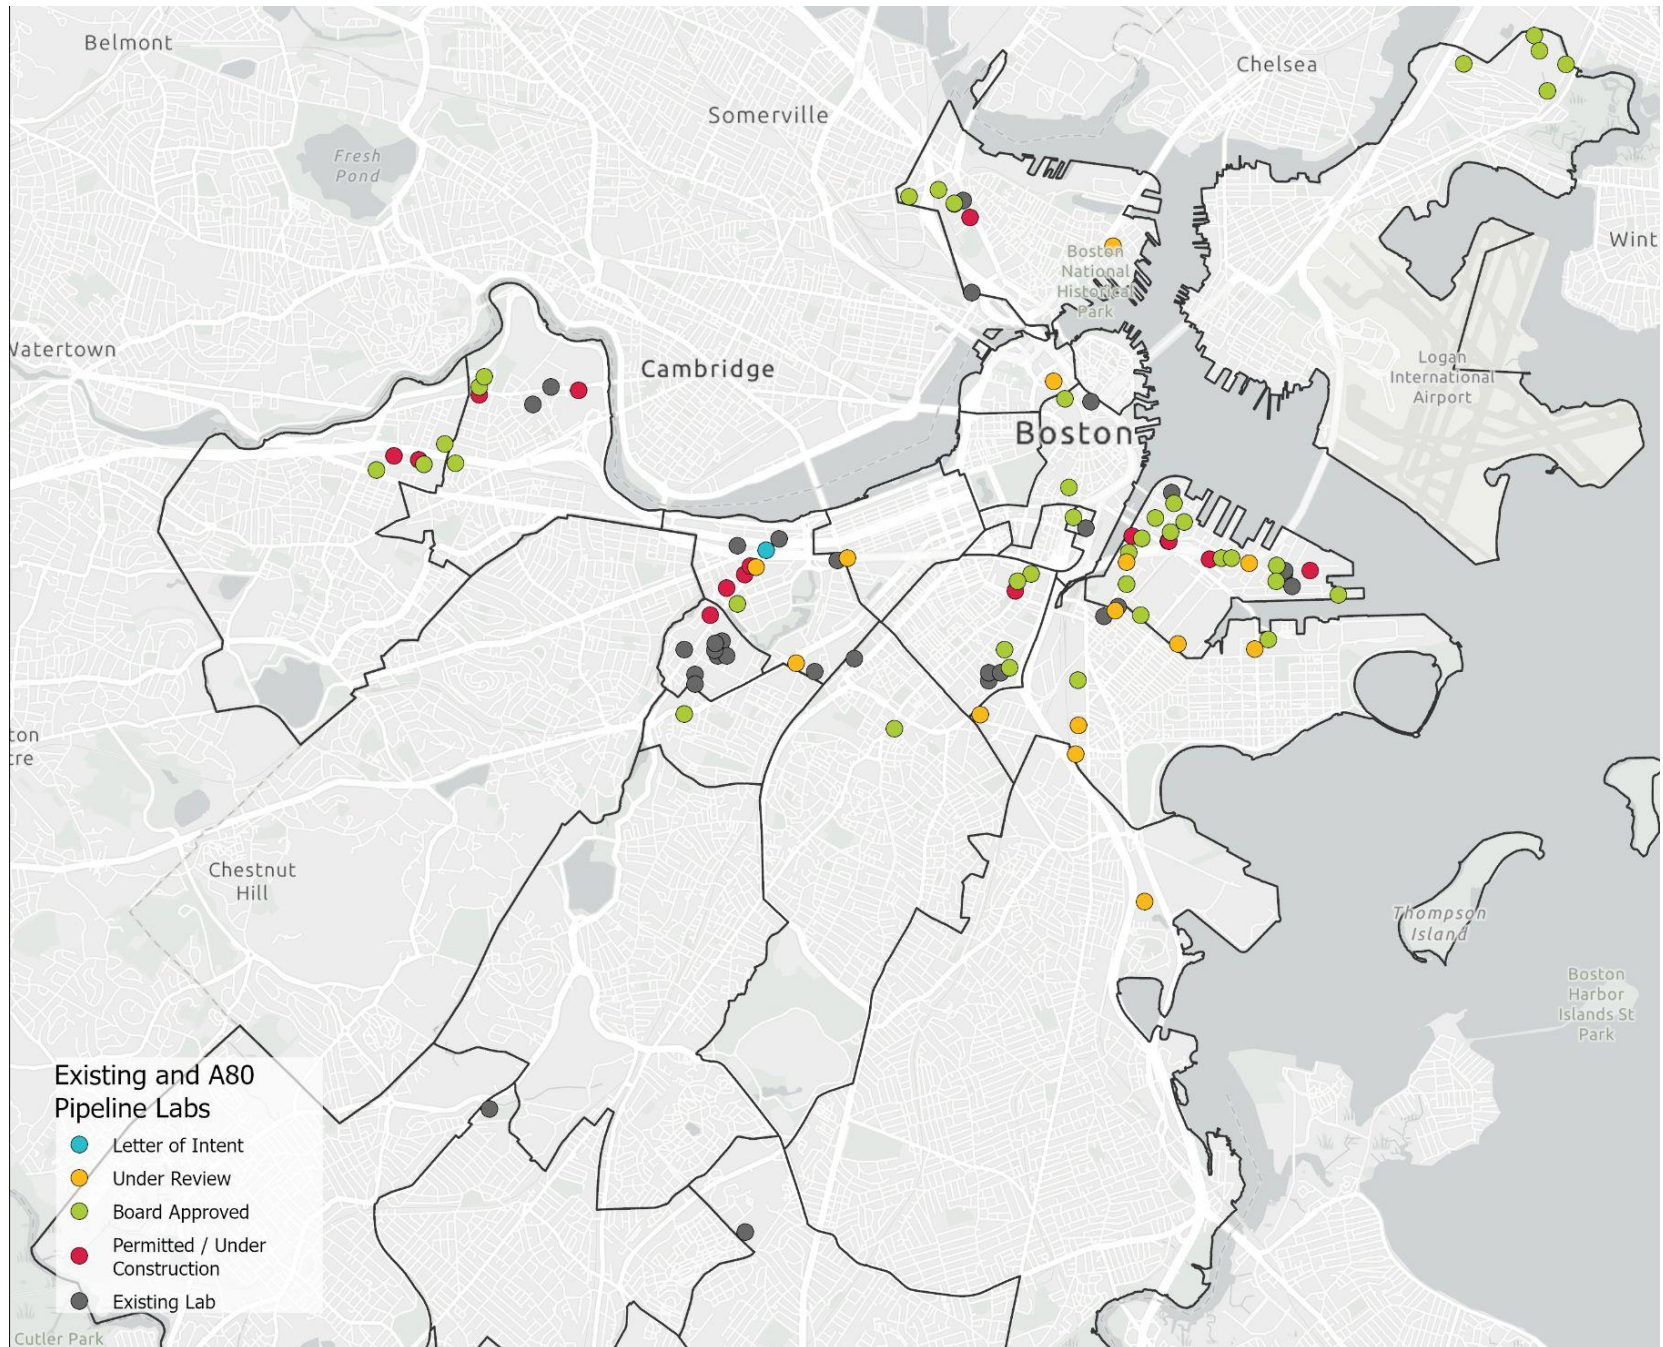 Belmont
Chelsea
Somerville
Fresh
Pond
Wint
Boston
National
Historical
Park
Watertown
Cambridge
Logan
International
Airport
Boston
ton
tre
Chestnut
Hill
Thompson
Island
Boston
Harbor
Islands St
Park
Existing and A80
Pipeline Labs
Letter of Intent
Under Review
Board Approved
Permitted / Under
Construction
Existing Lab
Cutler Park